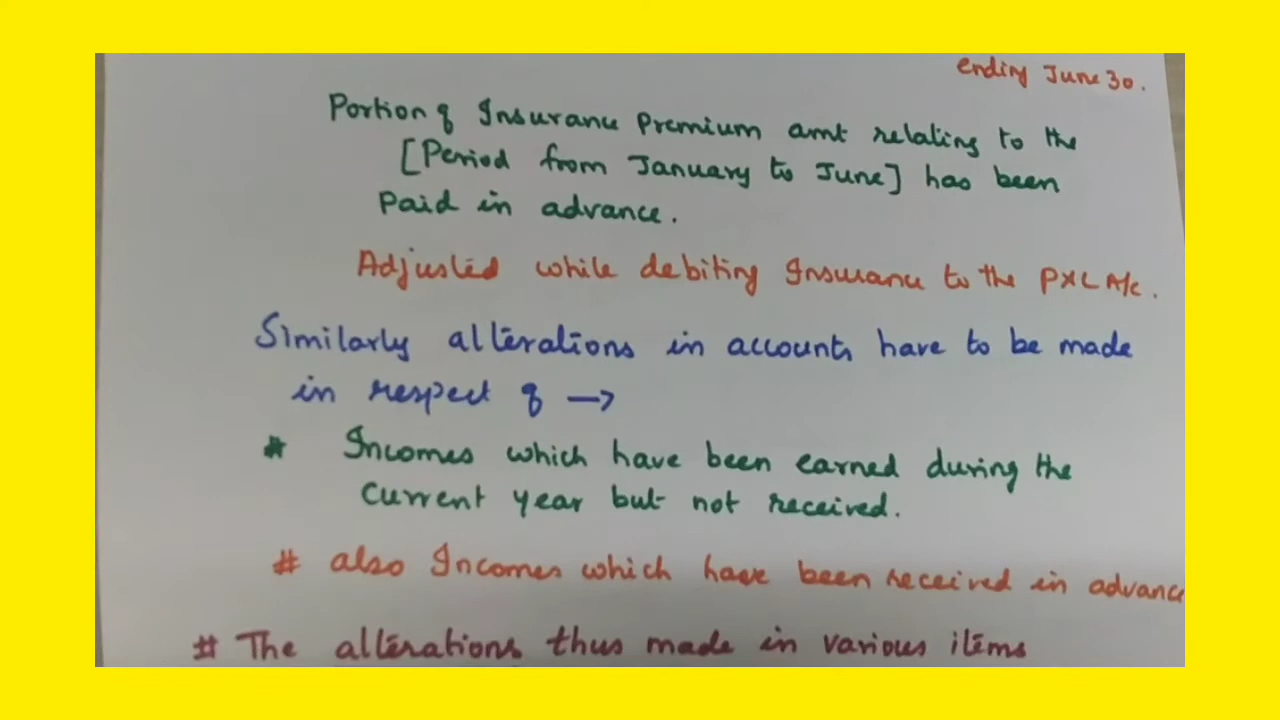 ending June 30.
Portion of Insurance Premium amt relating to the
[Period from January to June] has been
Paid in advance.
Adjusted while debiting Insurance to the P&L A/c.
Similarly alterations in accounts have to be made
in respect of →
* Incomes which have been earned during the
current year but not received.
# also Incomes which have been received in advance
# The alterations thus made in various items